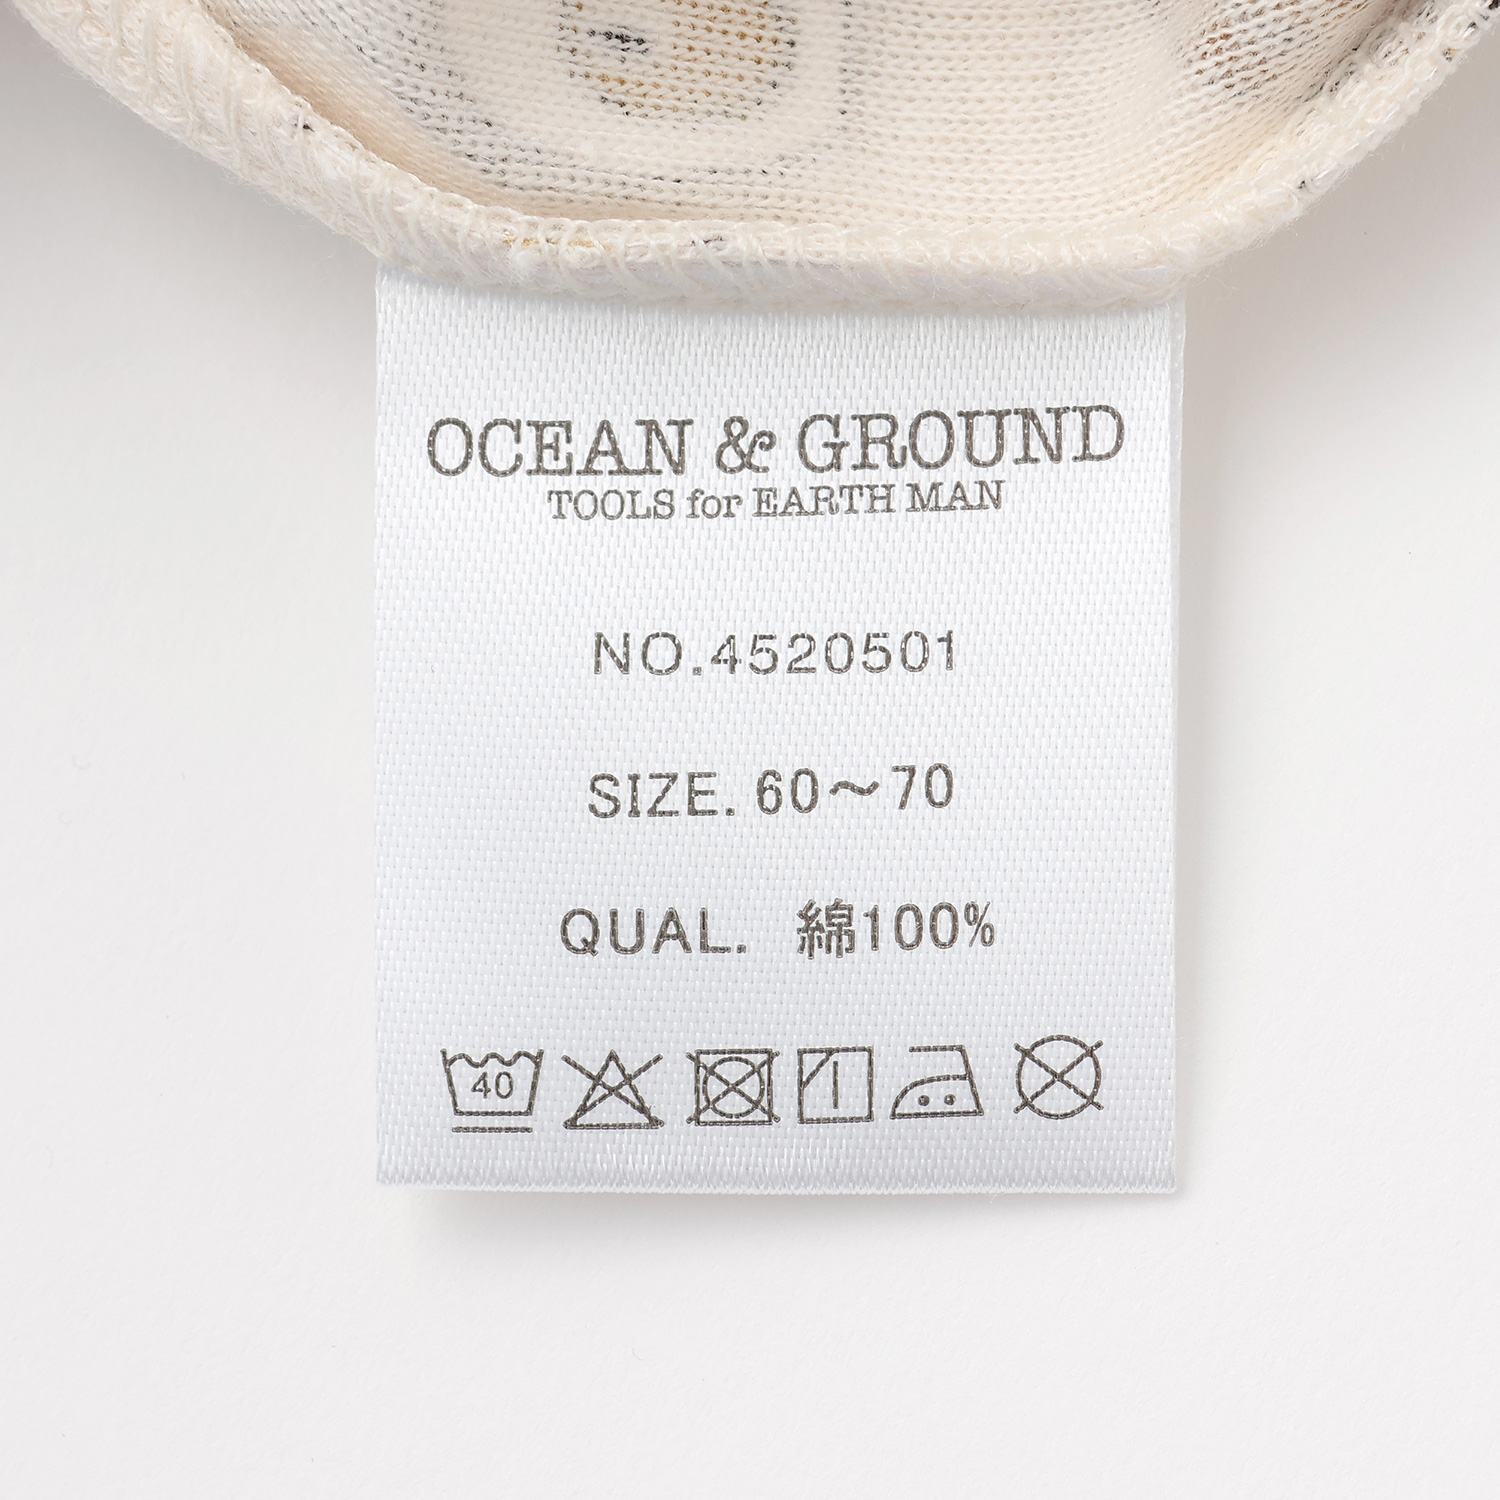 OCEAN & GROUND
TOOLS for EARTH MAN
NO.4520501
SIZE. 60～70
QUAL. 綿100%
40